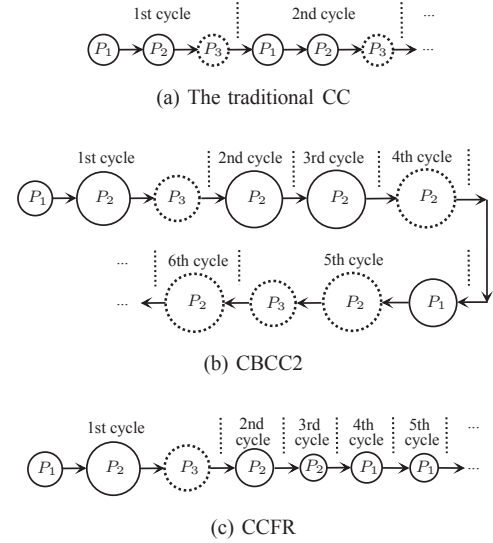 1st cycle 2nd cycle ...
P1 P2 P3 P1 P2 P3 ...
(a) The traditional CC
1st cycle 2nd cycle 3rd cycle 4th cycle
P1 P2 P3 P2 P2 P2
... 6th cycle 5th cycle
... P2 P3 P2 P1
(b) CBCC2
1st cycle 2nd cycle 3rd cycle 4th cycle 5th cycle ...
P1 P2 P3 P2 P2 P1 P1 ...
(c) CCFR